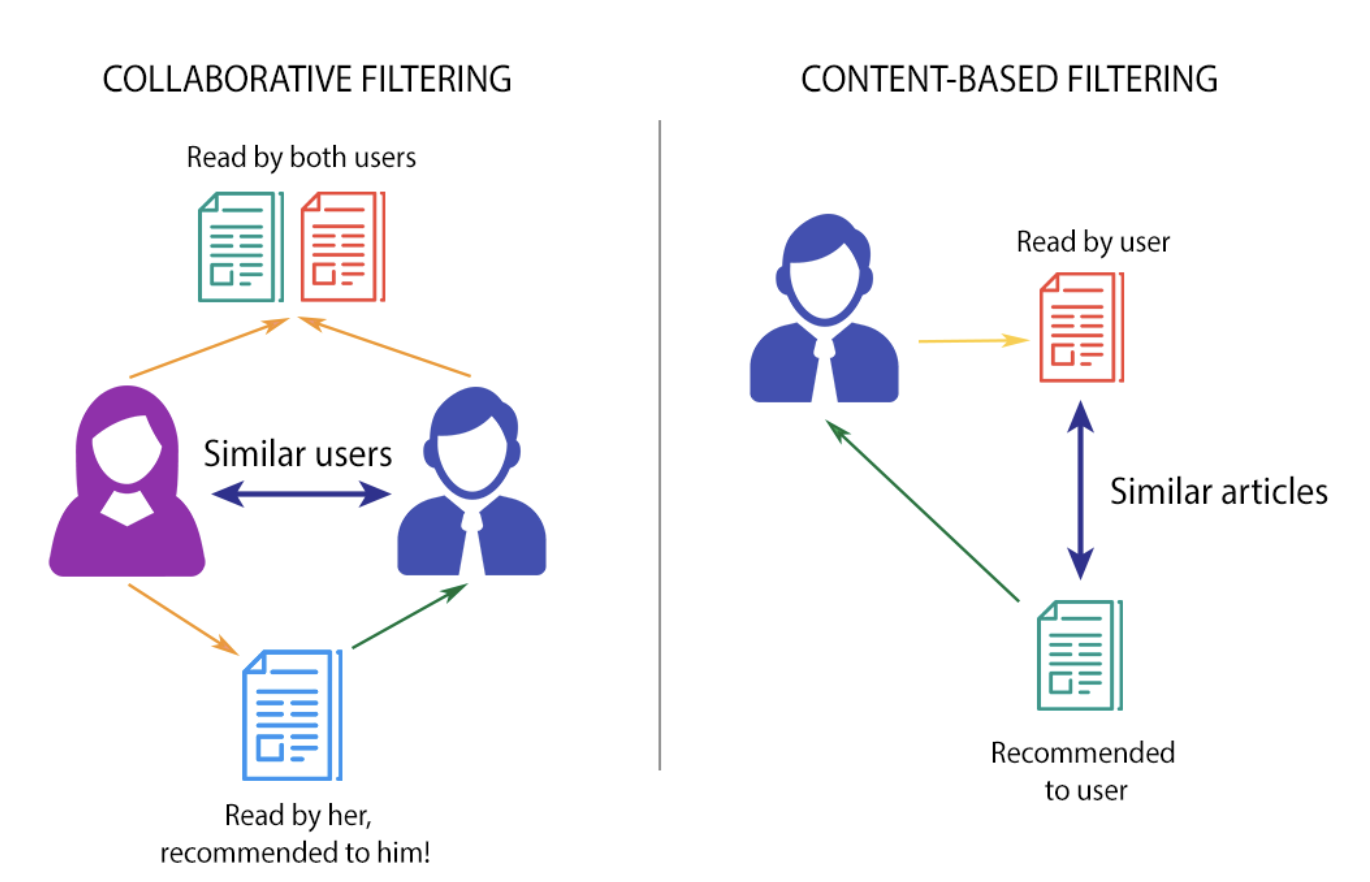 COLLABORATIVE FILTERING
Read by both users
Similar users
Read by her,
recommended to him!
CONTENT-BASED FILTERING
Read by user
Similar articles
Recommended
to user